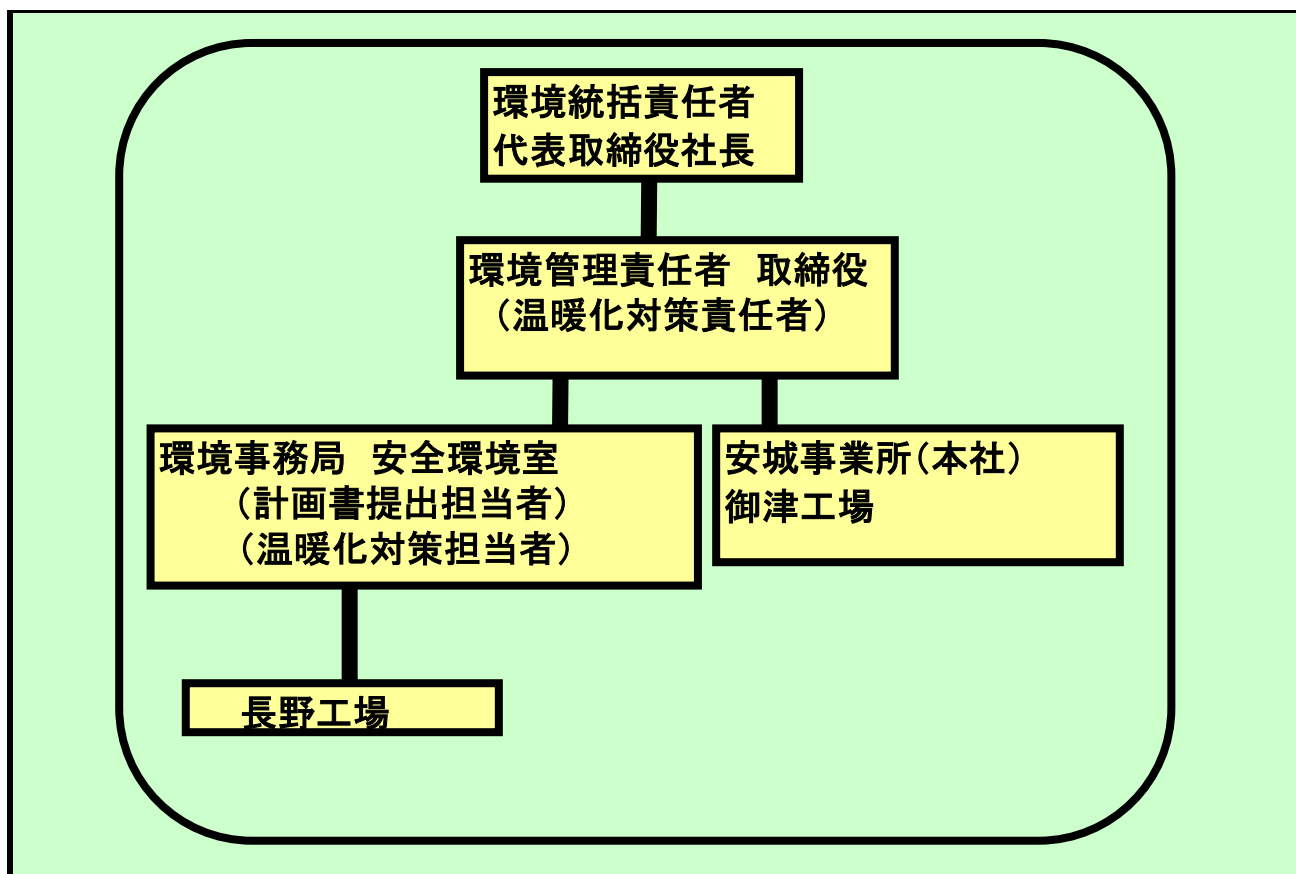 環境統括責任者
代表取締役社長
環境管理責任者　取締役
（温暖化対策責任者）
環境事務局　安全環境室
（計画書提出担当者）
（温暖化対策担当者）
安城事業所（本社）
御津工場
長野工場